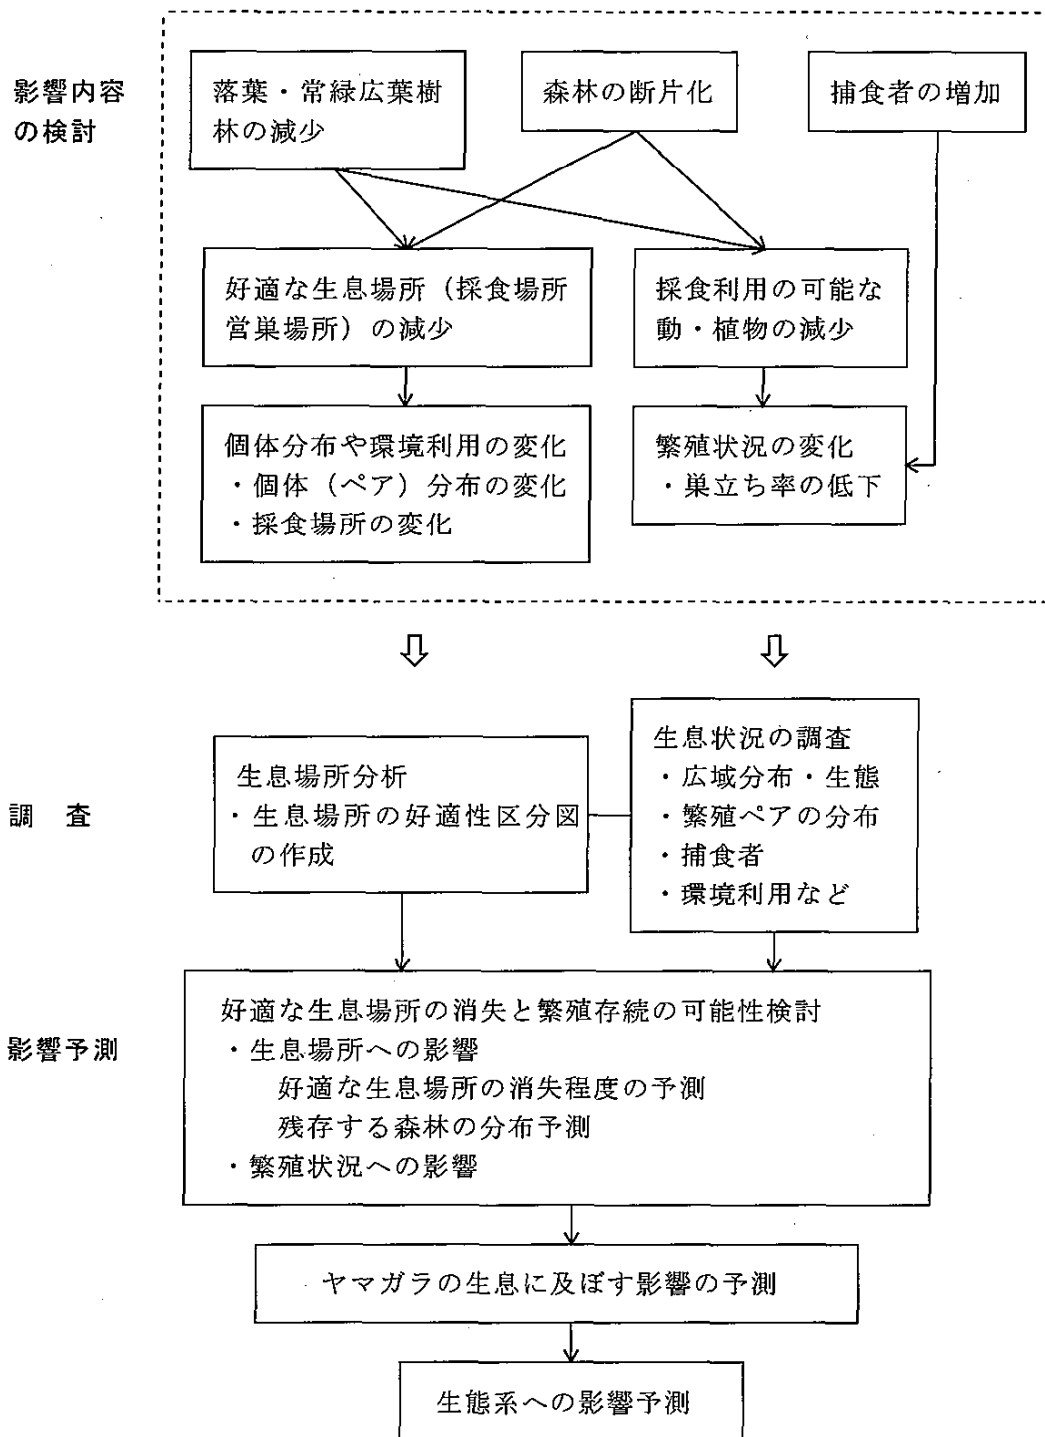 影響内容
の検討
落葉・常緑広葉樹
林の減少
森林の断片化
捕食者の増加
好適な生息場所（採食場所
営巣場所）の減少
採食利用の可能な
動・植物の減少
個体分布や環境利用の変化
・個体（ペア）分布の変化
・採食場所の変化
繁殖状況の変化
・巣立ち率の低下
調　査
生息場所分析
・生息場所の好適性区分図
の作成
生息状況の調査
・広域分布・生態
・繁殖ペアの分布
・捕食者
・環境利用など
影響予測
好適な生息場所の消失と繁殖存続の可能性検討
・生息場所への影響
好適な生息場所の消失程度の予測
残存する森林の分布予測
・繁殖状況への影響
ヤマガラの生息に及ぼす影響の予測
生態系への影響予測